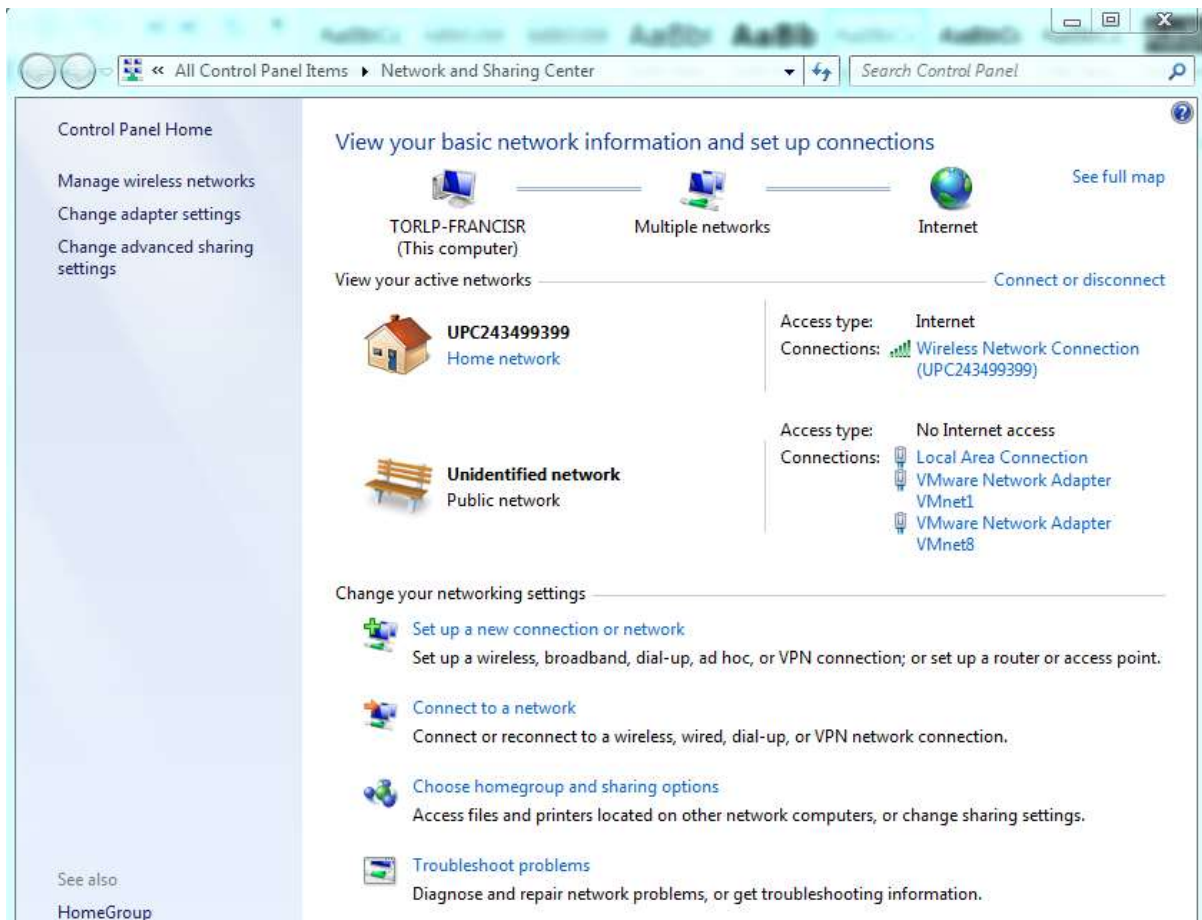 « All Control Panel Items ▸ Network and Sharing Center
Search Control Panel
Control Panel Home
Manage wireless networks
Change adapter settings
Change advanced sharing
settings
See also
HomeGroup
View your basic network information and set up connections
See full map
TORLP-FRANCISR
(This computer)
Multiple networks
Internet
View your active networks
Connect or disconnect
UPC243499399
Home network
Access type: Internet
Connections: Wireless Network Connection
(UPC243499399)
Unidentified network
Public network
Access type: No Internet access
Connections: Local Area Connection
VMware Network Adapter
VMnet1
VMware Network Adapter
VMnet8
Change your networking settings
Set up a new connection or network
Set up a wireless, broadband, dial-up, ad hoc, or VPN connection; or set up a router or access point.
Connect to a network
Connect or reconnect to a wireless, wired, dial-up, or VPN network connection.
Choose homegroup and sharing options
Access files and printers located on other network computers, or change sharing settings.
Troubleshoot problems
Diagnose and repair network problems, or get troubleshooting information.